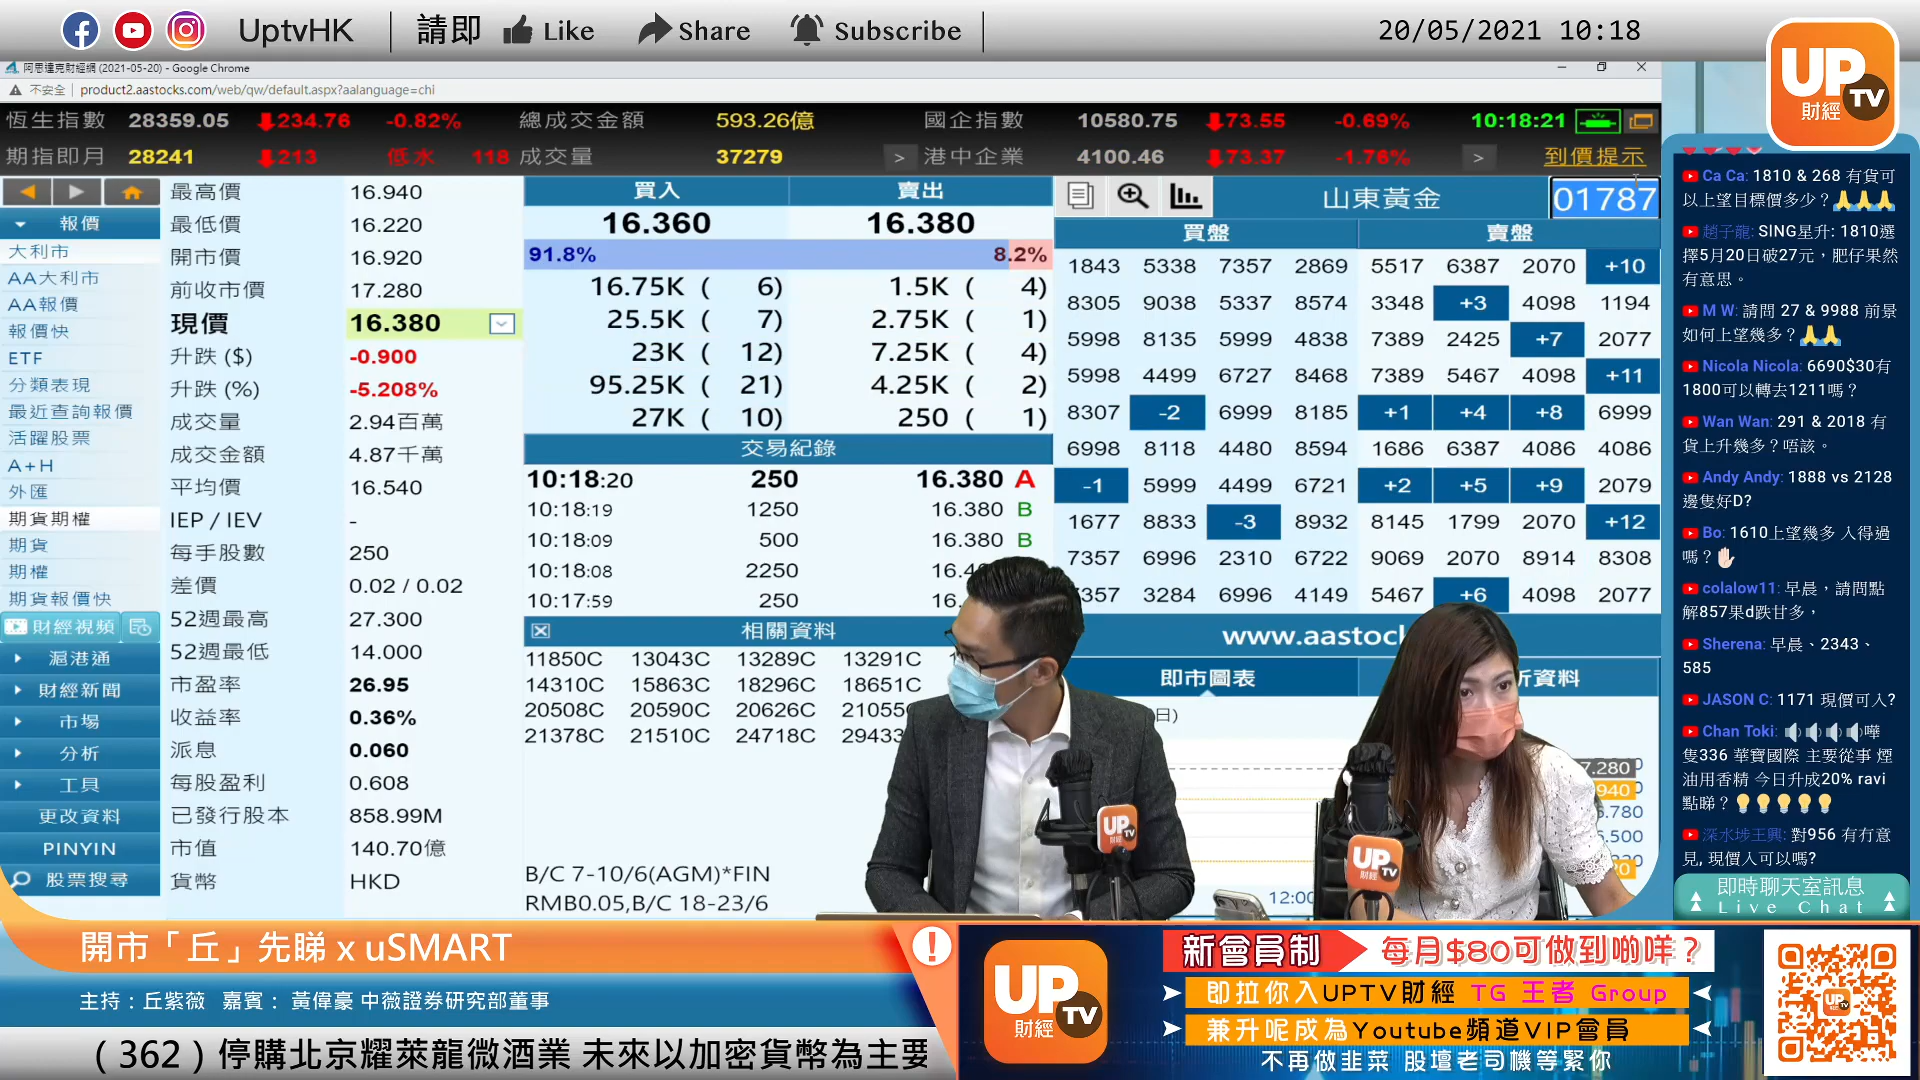 UptvHK
請即
Like
Share
Subscribe
20/05/2021 10:18
UP TV 財經
阿思達克財經網 (2021-05-20) - Google Chrome
不安全 | product2.aastocks.com/web/qw/default.aspx?aalanguage=chi
恆生指數 28359.05 234.76 -0.82% 總成交金額 593.26億 國企指數 10580.75 73.55 -0.69% 10:18:21
期指即月 28241 213 低水 118 成交量 37279 > 港中企業 4100.46 73.37 -1.76% > 到價提示
報價
大利市
AA大利市
AA報價
報價快
ETF
分類表現
最近查詢報價
活躍股票
A+H
外匯
期貨期權
期貨
期權
期貨報價快
財經視頻
滬港通
財經新聞
市場
分析
工具
更改資料
PINYIN
股票搜尋
最高價 16.940
最低價 16.220
開市價 16.920
前收市價 17.280
現價 16.380
升跌 ($) -0.900
升跌 (%) -5.208%
成交量 2.94百萬
成交金額 4.87千萬
平均價 16.540
IEP / IEV -
每手股數 250
差價 0.02 / 0.02
52週最高 27.300
52週最低 14.000
市盈率 26.95
收益率 0.36%
派息 0.060
每股盈利 0.608
已發行股本 858.99M
市值 140.70億
貨幣 HKD
買入 賣出
16.360 16.380
91.8% 8.2%
16.75K ( 6) 1.5K ( 4)
25.5K ( 7) 2.75K ( 1)
23K ( 12) 7.25K ( 4)
95.25K ( 21) 4.25K ( 2)
27K ( 10) 250 ( 1)
交易紀錄
10:18:20 250 16.380 A
10:18:19 1250 16.380 B
10:18:09 500 16.380 B
10:18:08 2250
10:17:59 250
相關資料
11850C 13043C 13289C 13291C
14310C 15863C 18296C 18651C
20508C 20590C 20626C 21055
21378C 21510C 24718C 29433
B/C 7-10/6(AGM)*FIN
RMB0.05,B/C 18-23/6
山東黃金 01787
買盤 賣盤
1843 5338 7357 2869 5517 6387 2070 +10
8305 9038 5337 8574 3348 +3 4098 1194
5998 8135 5999 4838 7389 2425 +7 2077
5998 4499 6727 8468 7389 5467 4098 +11
8307 -2 6999 8185 +1 +4 +8 6999
6998 8118 4480 8594 1686 6387 4086 4086
-1 5999 4499 6721 +2 +5 +9 2079
1677 8833 -3 8932 8145 1799 2070 +12
7357 6996 2310 6722 9069 2070 8914 8308
7357 3284 6996 4149 5467 +6 4098 2077
www.aastoc
即市圖表
資料
日)
7.280
940
.780
.500
12:00
UP TV 財經
UP TV 財經
Ca Ca: 1810 & 268 有貨可
以上望目標價多少？
趙子龍: SING星升: 1810選
擇5月20日破27元，肥仔果然
有意思。
M W: 請問 27 & 9988 前景
如何上望幾多？
Nicola Nicola: 6690$30有
1800可以轉去1211嗎？
Wan Wan: 291 & 2018 有
貨上升幾多？唔該。
Andy Andy: 1888 vs 2128
邊隻好D?
Bo: 1610上望幾多 入得過
嗎？
colalow11: 早晨，請問點
解857果d跌甘多，
Sherena: 早晨、2343、
585
JASON C: 1171 現價可入?
Chan Toki: 嘩
隻336 華寶國際 主要從事 煙
油用香精 今日升成20% ravi
點睇？
深水埗王興: 對956 有冇意
見, 現價入可以嗎?
即時聊天室訊息
Live Chat
開市「丘」先睇 x uSMART
主持：丘紫薇 嘉賓： 黃偉豪 中薇證券研究部董事
（362）停購北京耀萊龍微酒業 未來以加密貨幣為主要
UP TV 財經
新會員制 每月$80可做到啲咩？
即拉你入UPTV財經 TG 王者 Group
兼升呢成為Youtube頻道VIP會員
不再做韭菜 股壇老司機等緊你